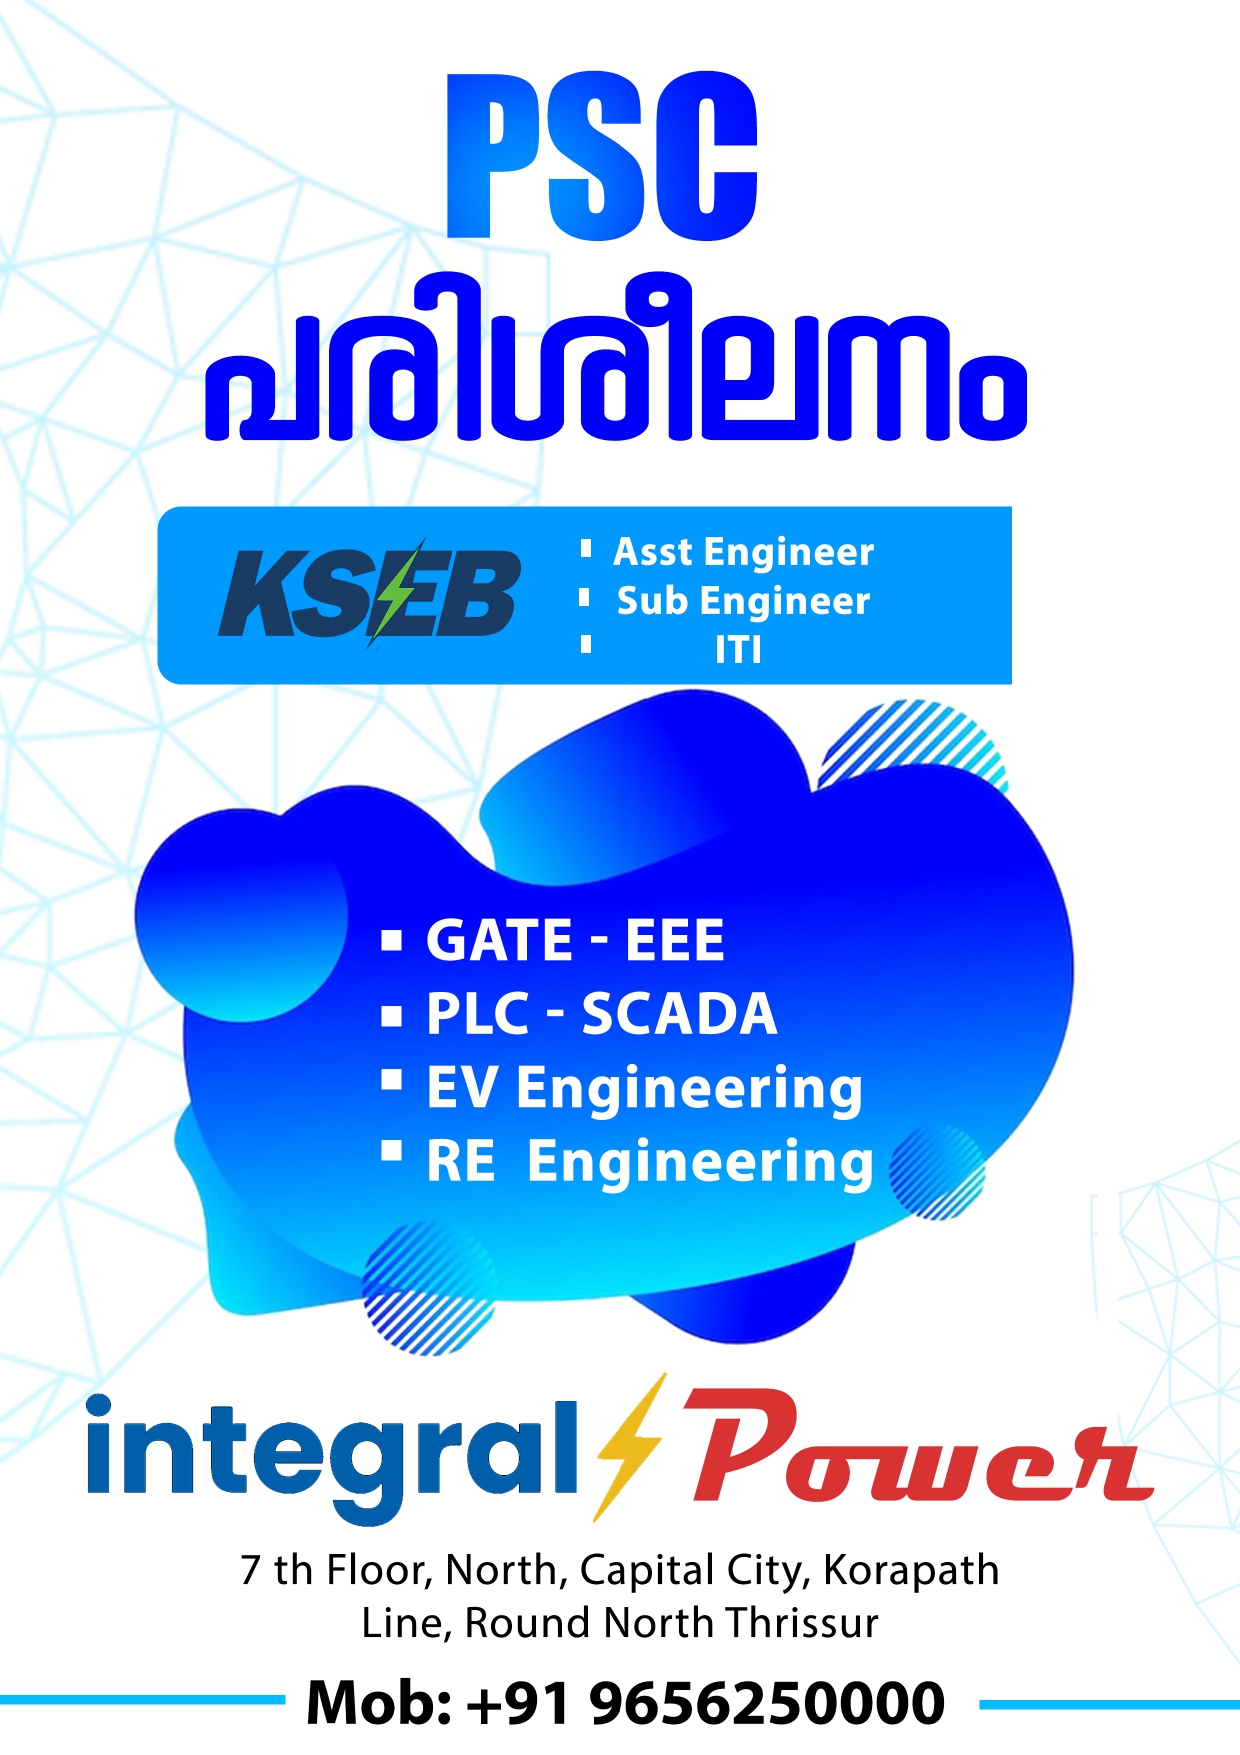 PSC
പരിശീലനം
KSEB
Asst Engineer
Sub Engineer
ITI
GATE - EEE
PLC - SCADA
EV Engineering
RE Engineering
integral Power
7 th Floor, North, Capital City, Korapath
Line, Round North Thrissur
Mob: +91 9656250000